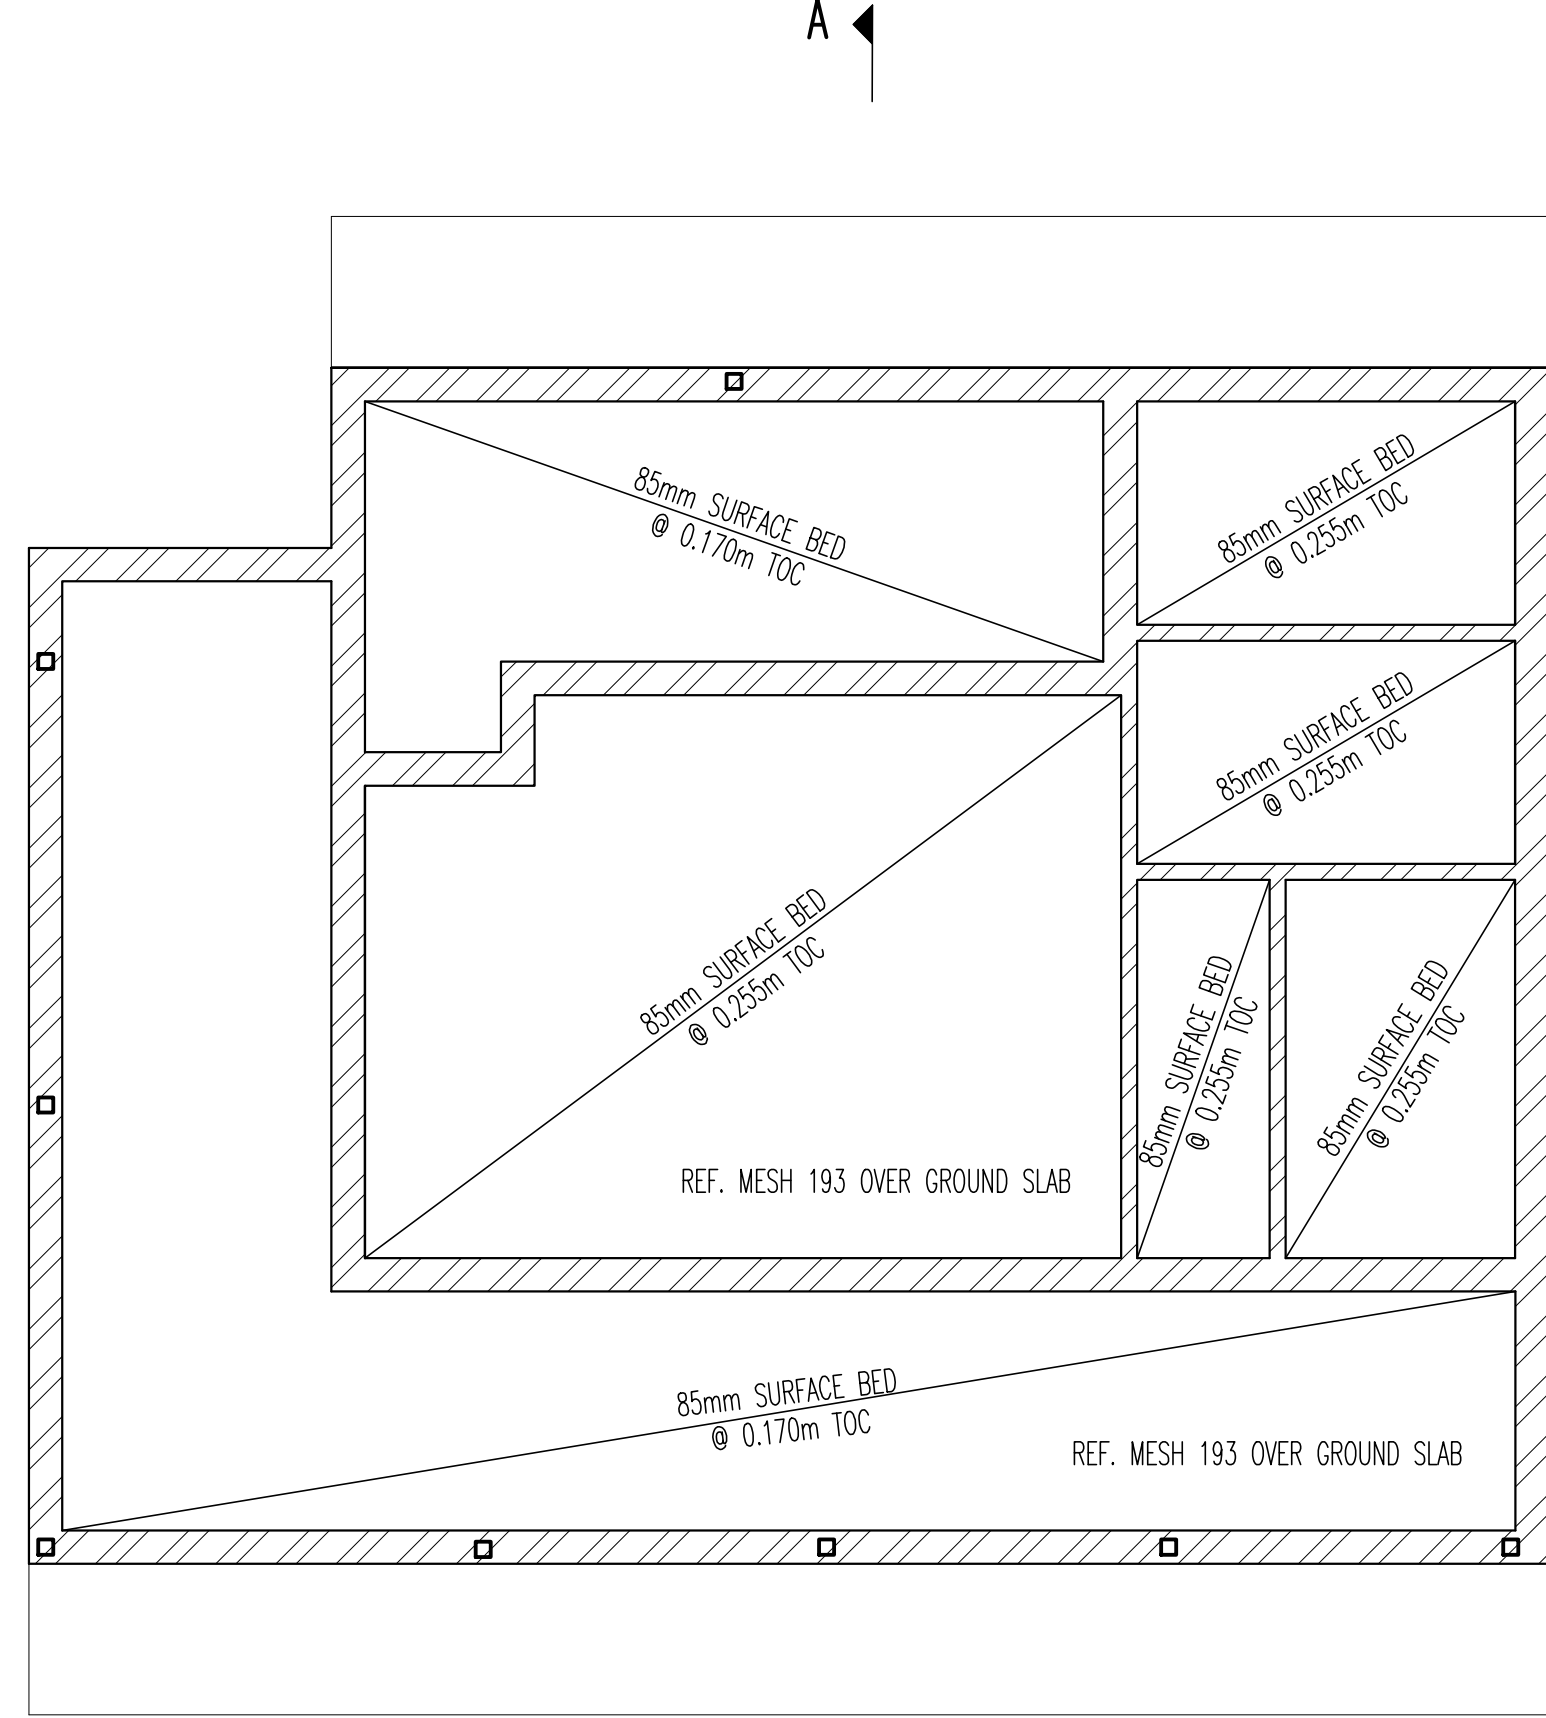 A
85mm SURFACE BED
@ 0.170m TOC
85mm SURFACE BED
@ 0.255m TOC
85mm SURFACE BED
@ 0.255m TOC
85mm SURFACE BED
@ 0.255m TOC
85mm SURFACE BED
@ 0.255m TOC
85mm SURFACE BED
@ 0.255m TOC
REF. MESH 193 OVER GROUND SLAB
85mm SURFACE BED
@ 0.170m TOC
REF. MESH 193 OVER GROUND SLAB